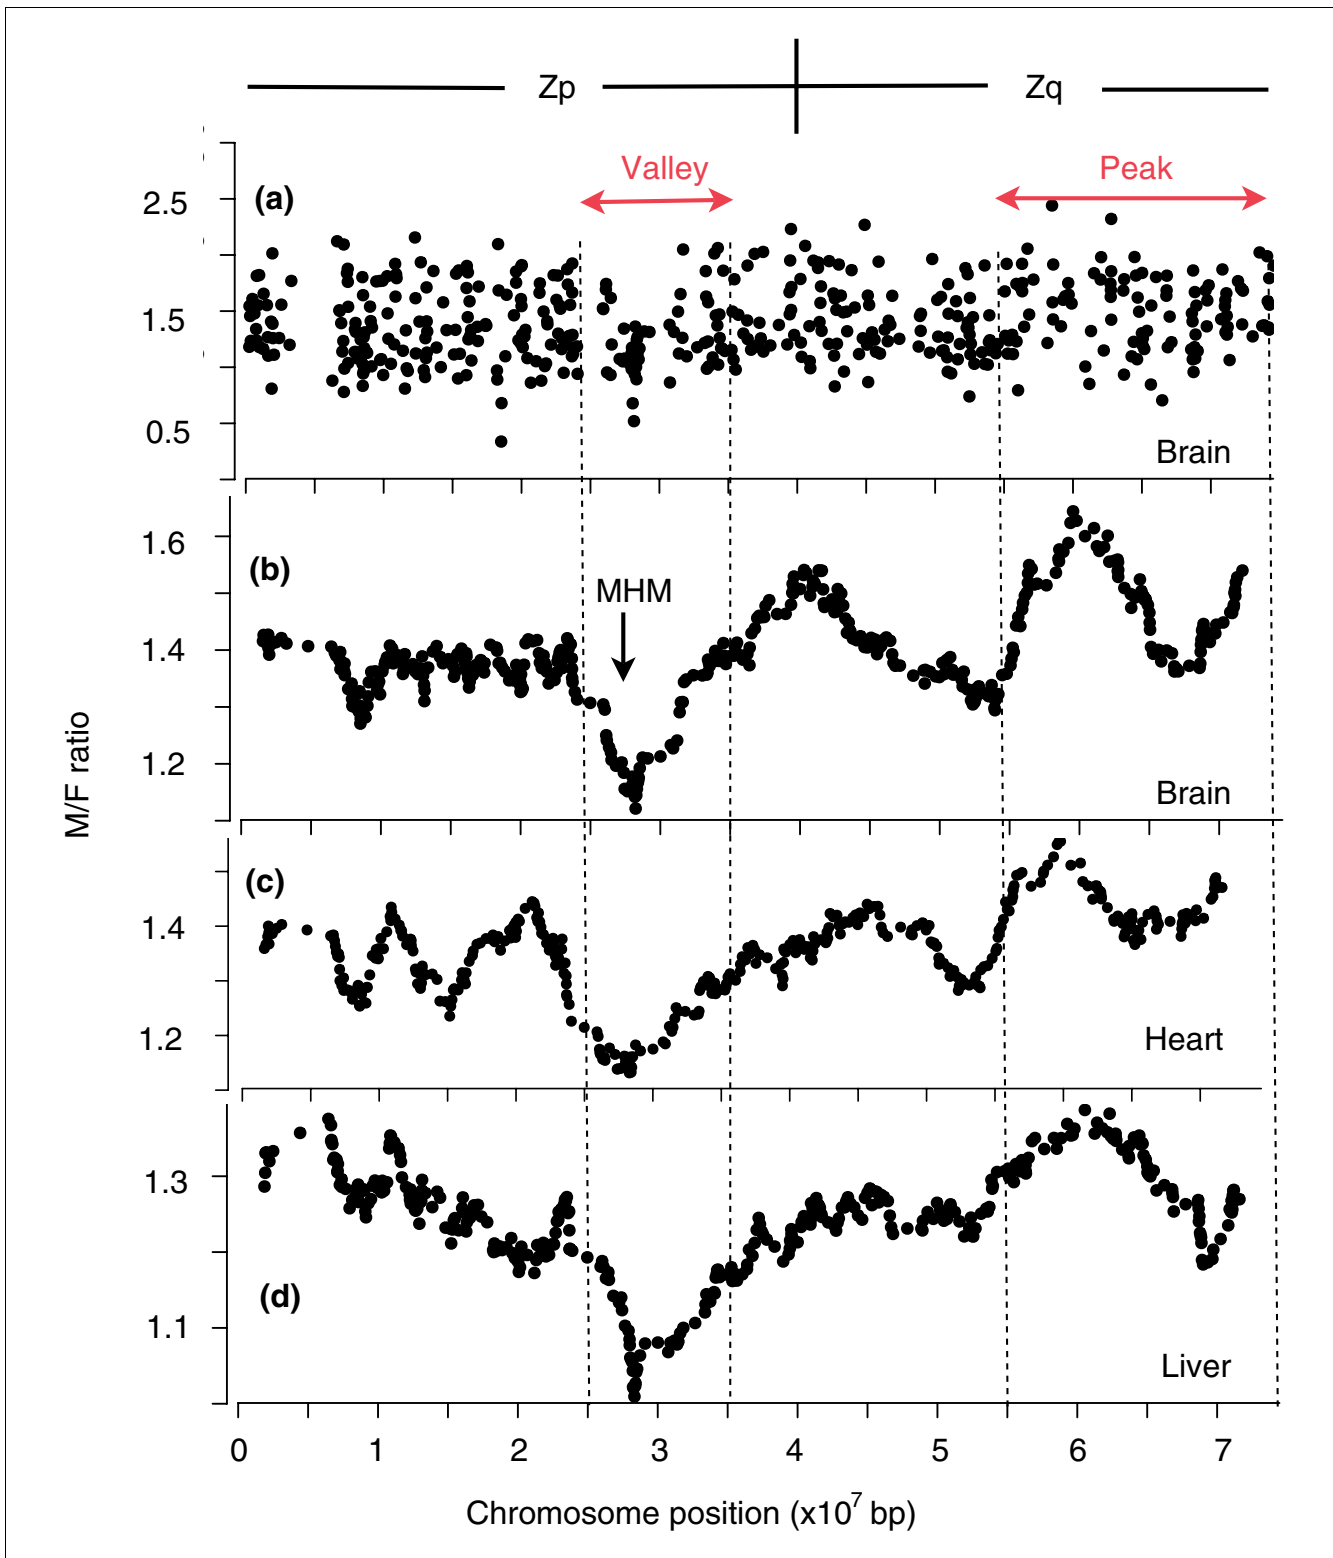 Zp Zq
Valley Peak
(a)
2.5
1.5
0.5
Brain
(b)
1.6
MHM
1.4
1.2
Brain
M/F ratio
(c)
1.4
1.2
Heart
1.3
(d)
1.1
Liver
0 1 2 3 4 5 6 7
Chromosome position (x10⁷ bp)